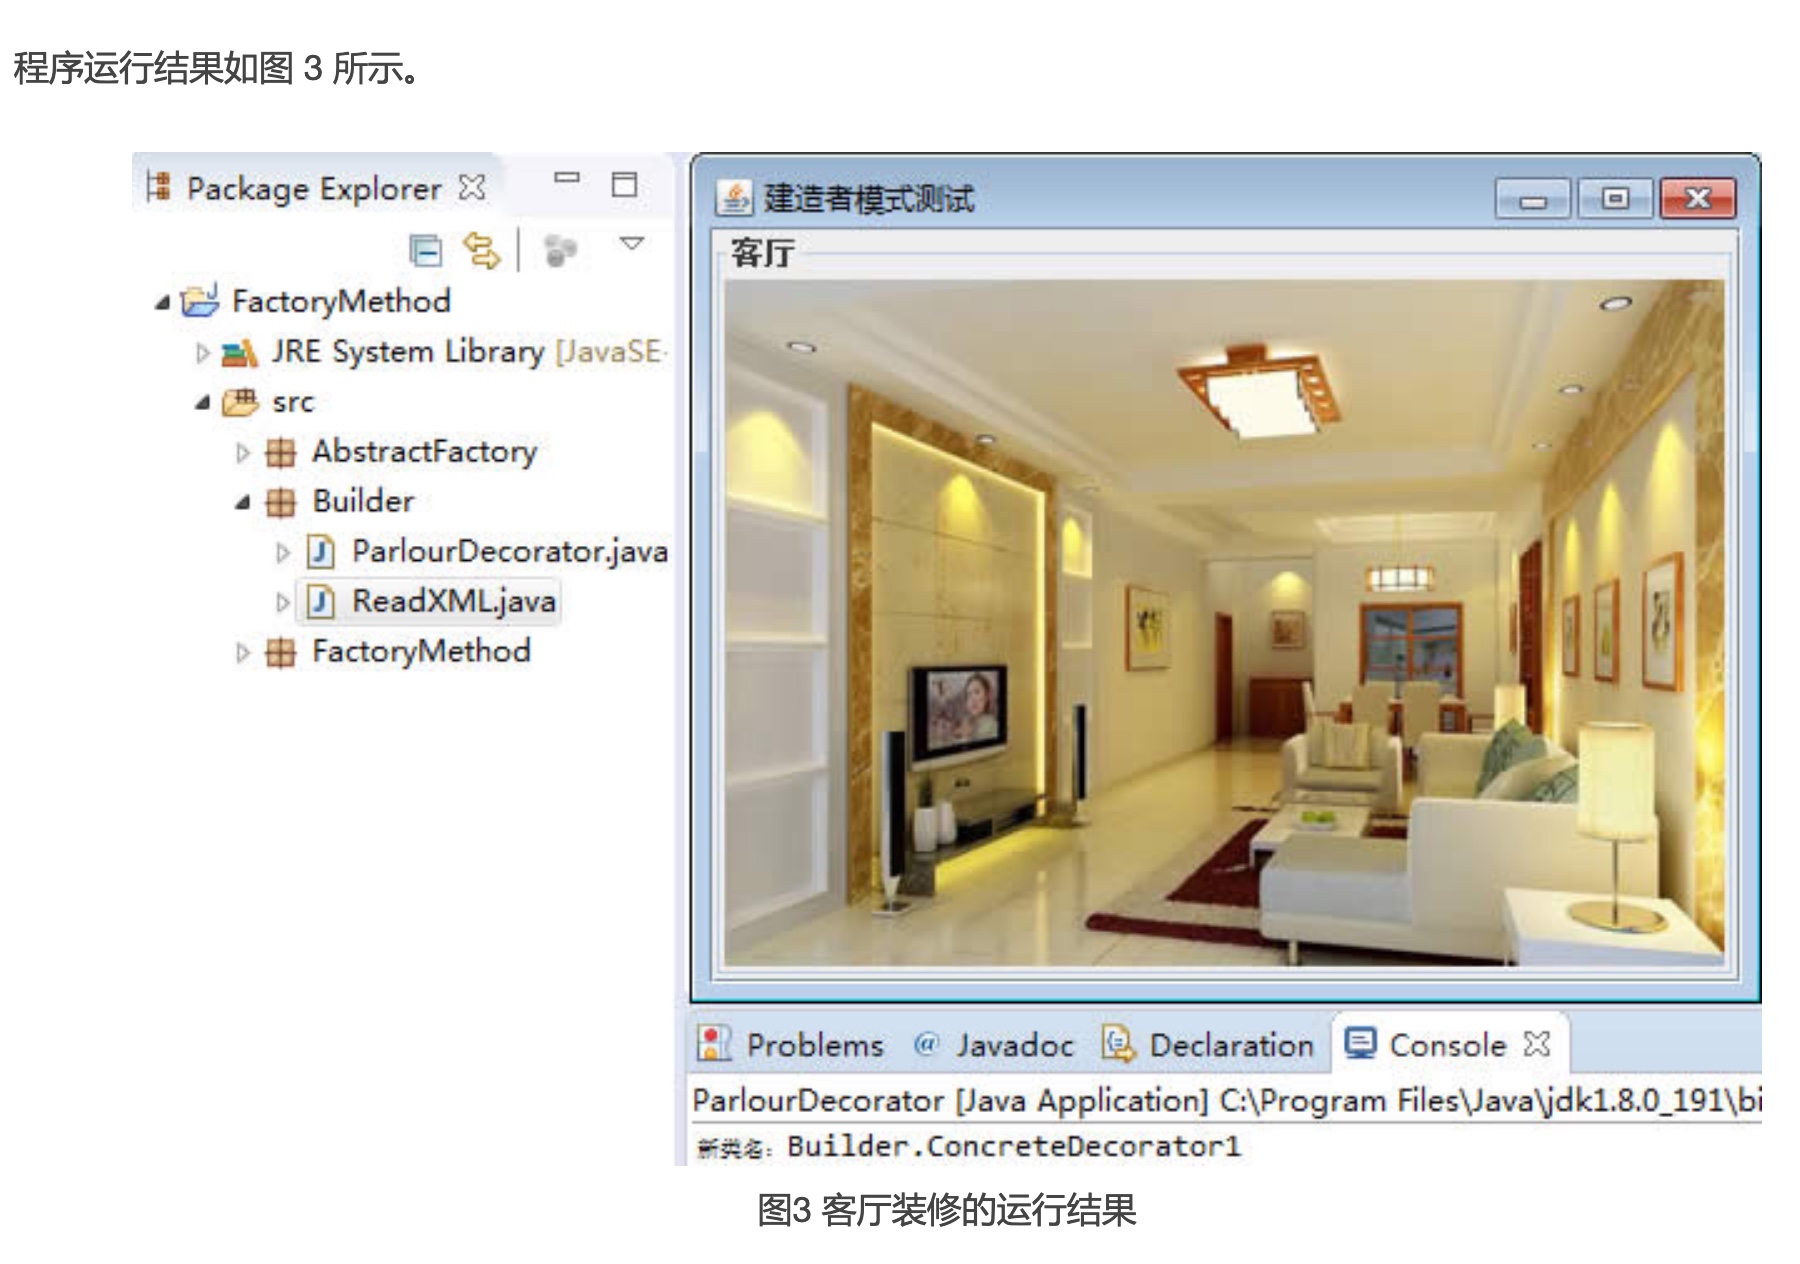 程序运行结果如图 3 所示。
Package Explorer
FactoryMethod
JRE System Library [JavaSE-
src
AbstractFactory
Builder
ParlourDecorator.java
ReadXML.java
FactoryMethod
建造者模式测试
客厅
Problems @ Javadoc Declaration Console
ParlourDecorator [Java Application] C:\Program Files\Java\jdk1.8.0_191\bi
新类名：Builder.ConcreteDecorator1
图3 客厅装修的运行结果